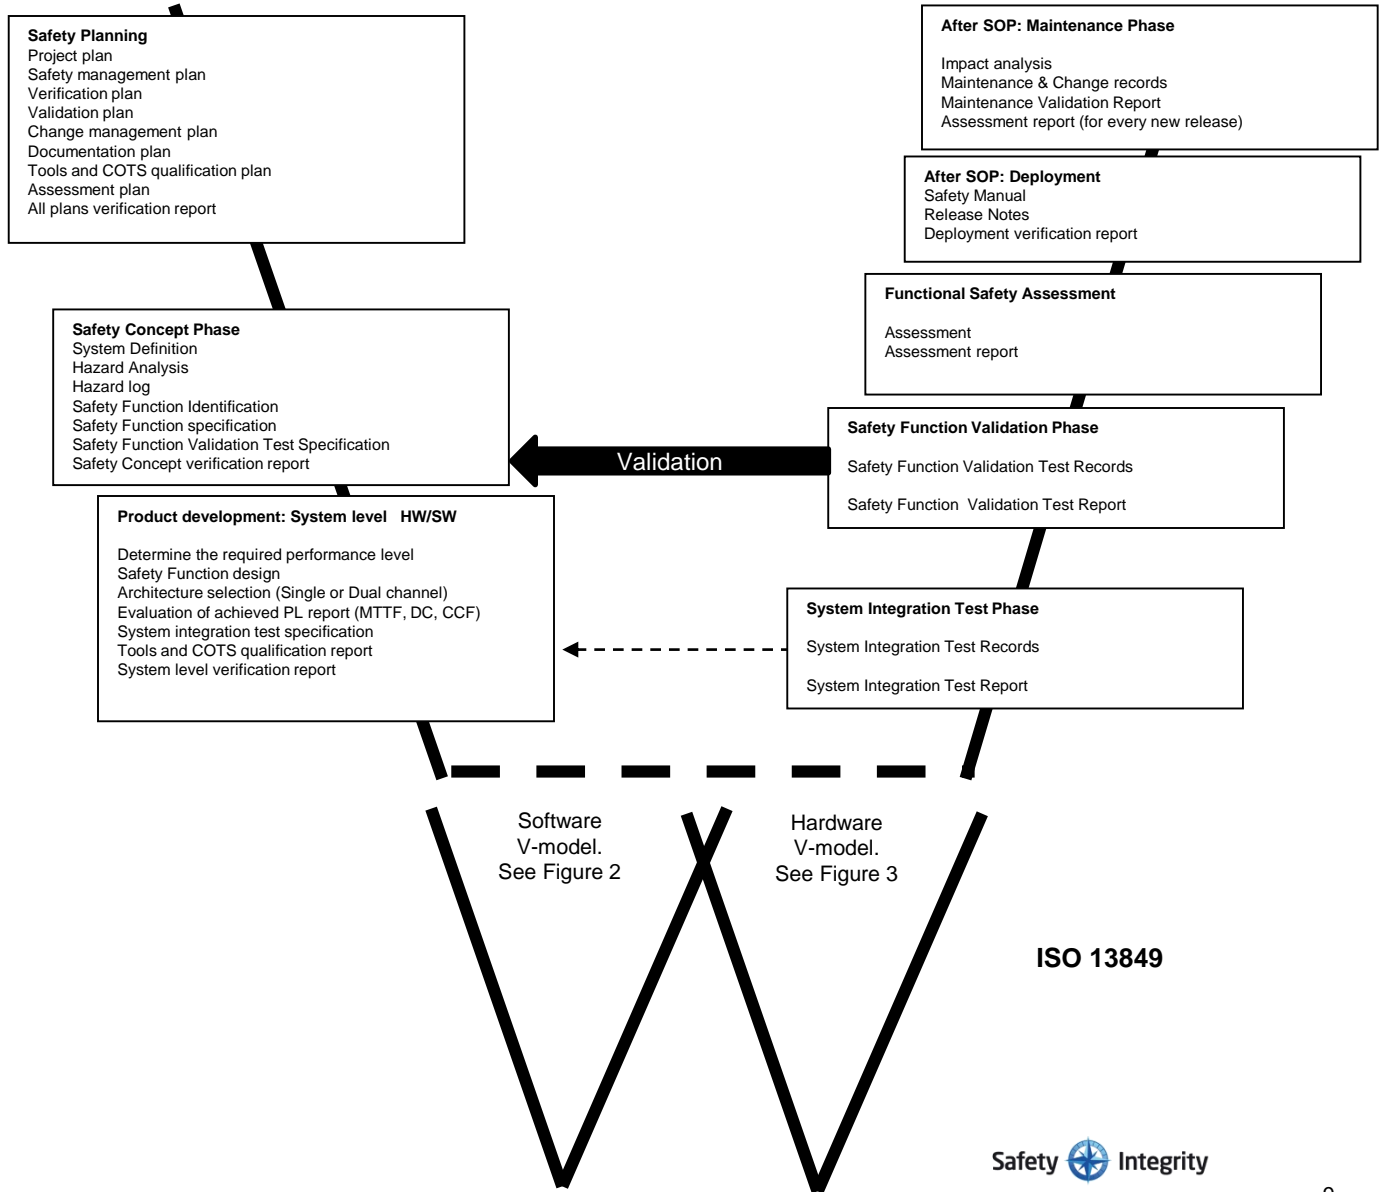 Safety Planning
Project plan
Safety management plan
Verification plan
Validation plan
Change management plan
Documentation plan
Tools and COTS qualification plan
Assessment plan
All plans verification report
Safety Concept Phase
System Definition
Hazard Analysis
Hazard log
Safety Function Identification
Safety Function specification
Safety Function Validation Test Specification
Safety Concept verification report
Product development: System level HW/SW
Determine the required performance level
Safety Function design
Architecture selection (Single or Dual channel)
Evaluation of achieved PL report (MTTF, DC, CCF)
System integration test specification
Tools and COTS qualification report
System level verification report
After SOP: Maintenance Phase
Impact analysis
Maintenance & Change records
Maintenance Validation Report
Assessment report (for every new release)
After SOP: Deployment
Safety Manual
Release Notes
Deployment verification report
Functional Safety Assessment
Assessment
Assessment report
Validation
Safety Function Validation Phase
Safety Function Validation Test Records
Safety Function Validation Test Report
System Integration Test Phase
System Integration Test Records
System Integration Test Report
Software
V-model.
See Figure 2
Hardware
V-model.
See Figure 3
ISO 13849
Safety Integrity